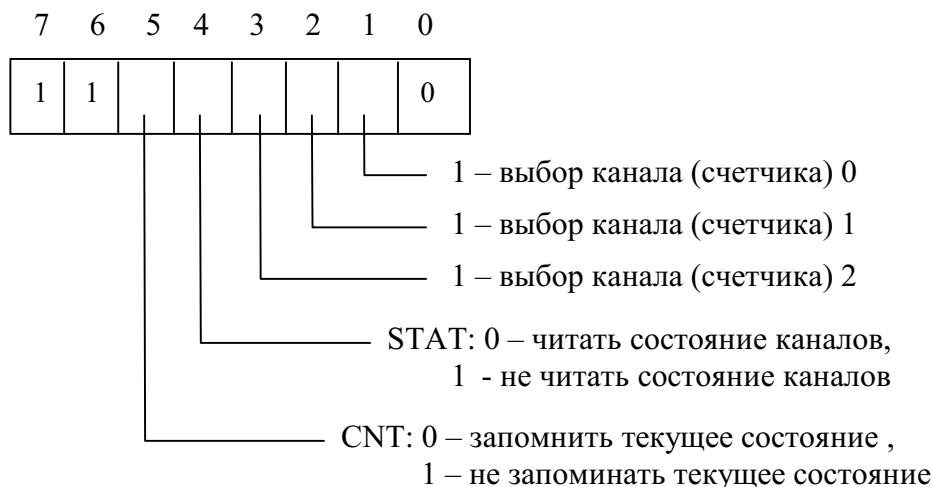 7 6 5 4 3 2 1 0
1 1 0
1 – выбор канала (счетчика) 0
1 – выбор канала (счетчика) 1
1 – выбор канала (счетчика) 2
STAT: 0 – читать состояние каналов,
1 - не читать состояние каналов
CNT: 0 – запомнить текущее состояние ,
1 – не запоминать текущее состояние